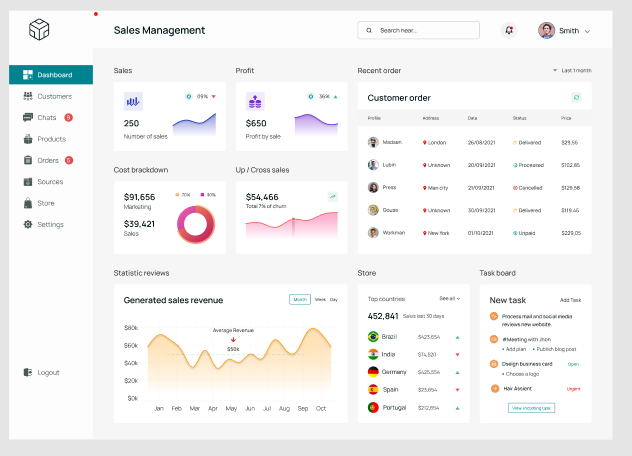 Sales Management
Search hear...
Smith
Dashboard
Customers
Chats
Products
Orders
Sources
Store
Settings
Logout
Sales
09%
250
Number of sales
Profit
36%
$650
Profit by sale
Recent order
Last 1 month
Customer order
Profile Address Date Status Price
Madsen London 26/08/2021 Delivered $29,55
Lubin Unknown 20/09/2021 Processed $102,85
Press Man city 21/09/2021 Cancelled $129,58
Unknown 30/09/2021 Delivered $119,45
Workman New York 01/10/2021 Unpaid $229,05
Cost brackdown
$91,656
Marketing
70% 30%
$39,421
Sales
Up / Cross sales
$54,466
Total 7% of churn
Statistic reviews
Generated sales revenue
Month Week Day
Average Revenue
$50k
$80k
$60k
$40k
$20k
$0k
Jan Feb Mar Apr May Jun Jul Aug Sep Oct
Store
Top countries
See all
452,841 Sales last 30 days
Brazil $423,654
India $74,520
Germany
Spain $23,654
Portugal $212,654
Task board
New task
Add Task
Process mail and social media
reviews new website.
#Meeting with Jhon
• Add plan • Publish blog post
Dseign business card
Open
• Choose a logo
Hair Assient
Urgent
View incoming task